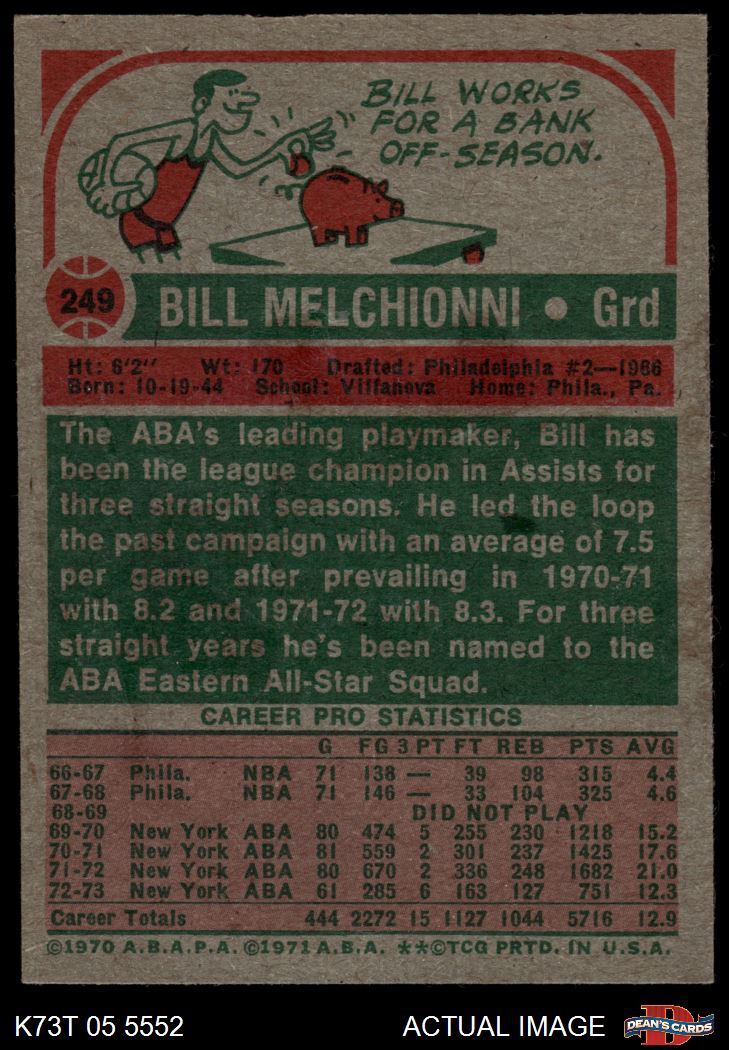 BILL WORKS
FOR A BANK
OFF-SEASON.
249 BILL MELCHIONNI • Grd
Ht: 6'2" Wt: 170 Drafted: Philadelphia #2—1966
Born: 10-19-44 School: Villanova Home: Phila., Pa.
The ABA's leading playmaker, Bill has
been the league champion in Assists for
three straight seasons. He led the loop
the past campaign with an average of 7.5
per game after prevailing in 1970-71
with 8.2 and 1971-72 with 8.3. For three
straight years he's been named to the
ABA Eastern All-Star Squad.
CAREER PRO STATISTICS
G FG 3 PT FT REB PTS AVG
66-67 Phila. NBA 71 138 — 39 98 315 4.4
67-68 Phila. NBA 71 146 — 33 104 325 4.6
68-69 DID NOT PLAY
69-70 New York ABA 80 474 5 255 230 1218 15.2
70-71 New York ABA 81 559 2 301 237 1425 17.6
71-72 New York ABA 80 670 2 336 248 1682 21.0
72-73 New York ABA 61 285 6 163 127 751 12.3
Career Totals 444 2272 15 1127 1044 5716 12.9
©1970 A.B.A.P.A. ©1971 A.B.A. **©TCG PRTD. IN U.S.A.
K73T 05 5552 ACTUAL IMAGE DEAN'S CARDS